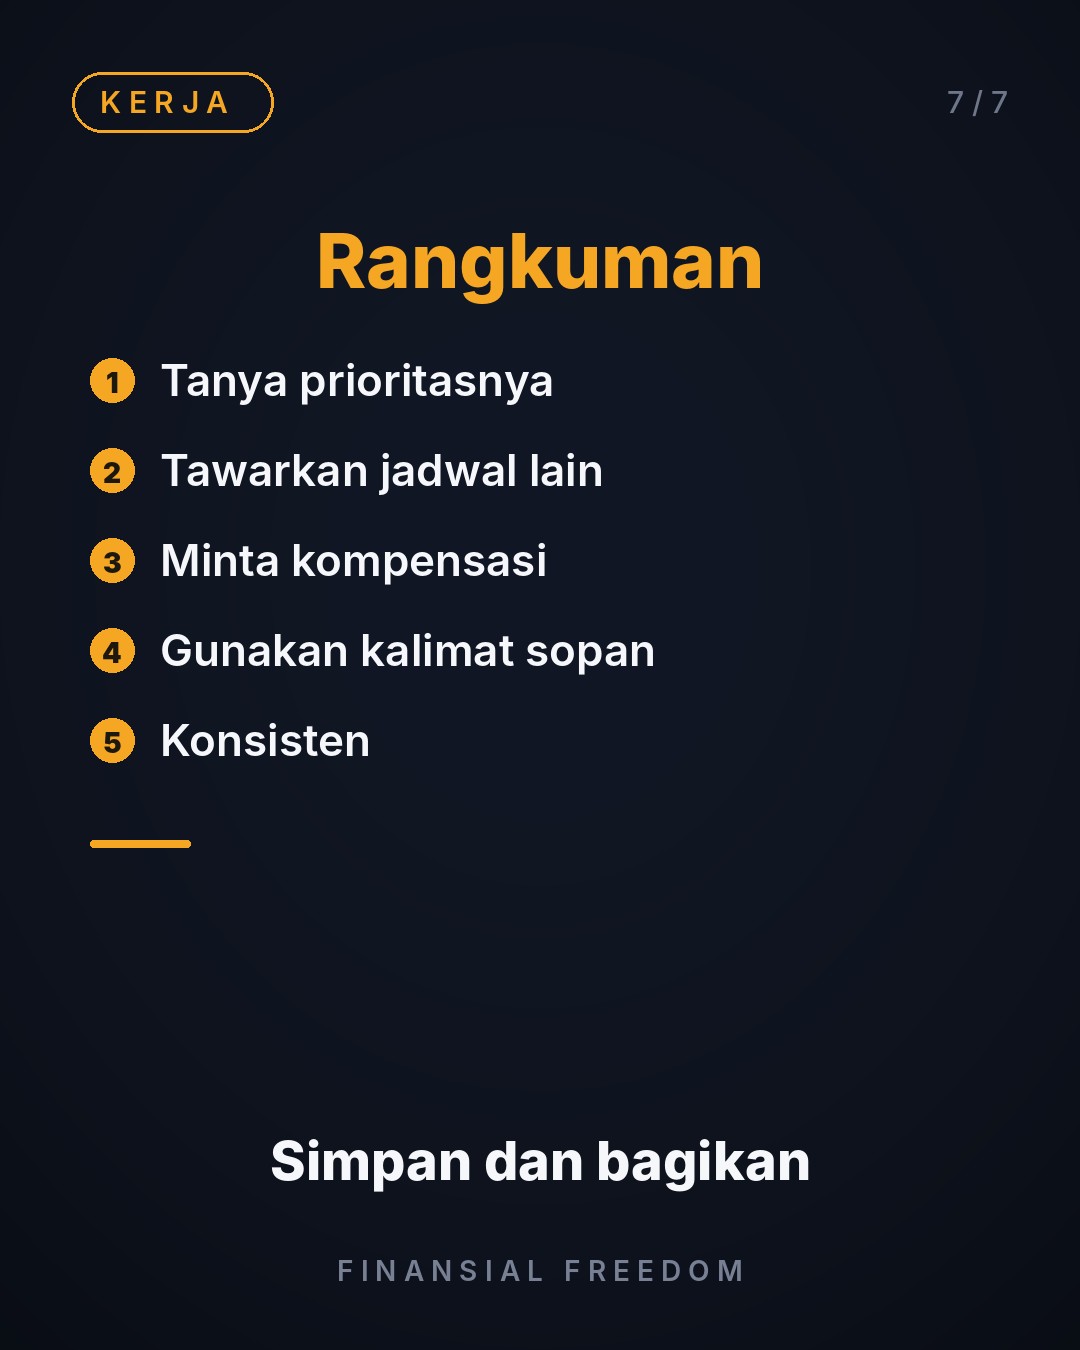 KERJA
7/7
Rangkuman
1 Tanya prioritasnya
2 Tawarkan jadwal lain
3 Minta kompensasi
4 Gunakan kalimat sopan
5 Konsisten
Simpan dan bagikan
FINANSIAL FREEDOM